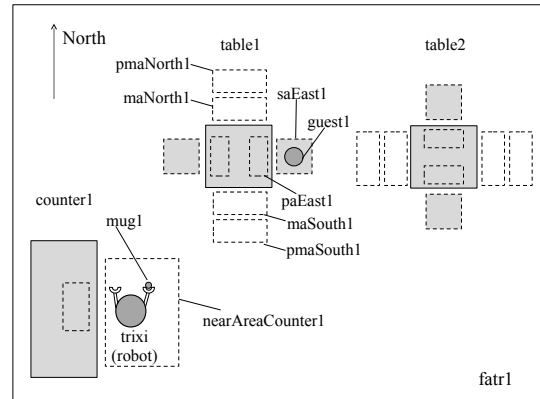 North
table1
table2
pmaNorth1
maNorth1
saEast1
guest1
paEast1
maSouth1
pmaSouth1
counter1
mug1
nearAreaCounter1
trixi
(robot)
fatr1